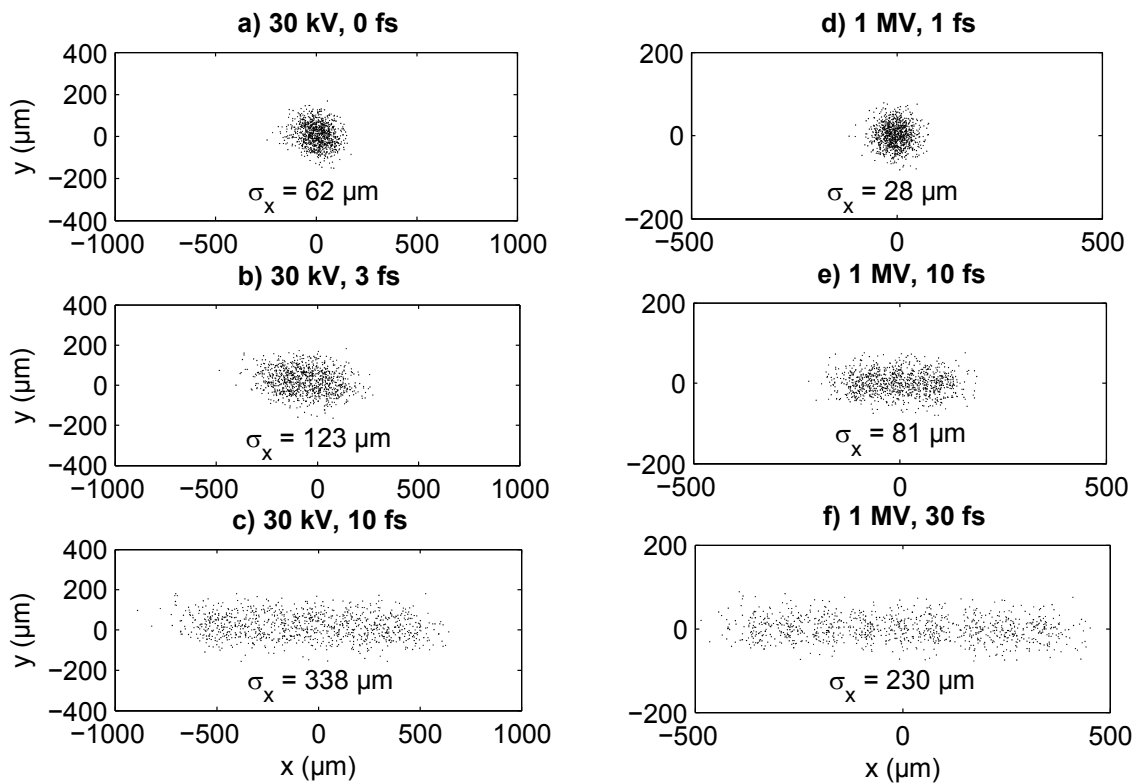 a) 30 kV, 0 fs
400
200
0
−200
−400
y (µm)
σx = 62 µm
−1000 −500 0 500 1000
b) 30 kV, 3 fs
400
200
0
−200
−400
y (µm)
σx = 123 µm
−1000 −500 0 500 1000
c) 30 kV, 10 fs
400
200
0
−200
−400
y (µm)
σx = 338 µm
−1000 −500 0 500 1000
x (µm)
d) 1 MV, 1 fs
200
0
−200
σx = 28 µm
−500 0 500
e) 1 MV, 10 fs
200
0
−200
σx = 81 µm
−500 0 500
f) 1 MV, 30 fs
200
0
−200
σx = 230 µm
−500 0 500
x (µm)